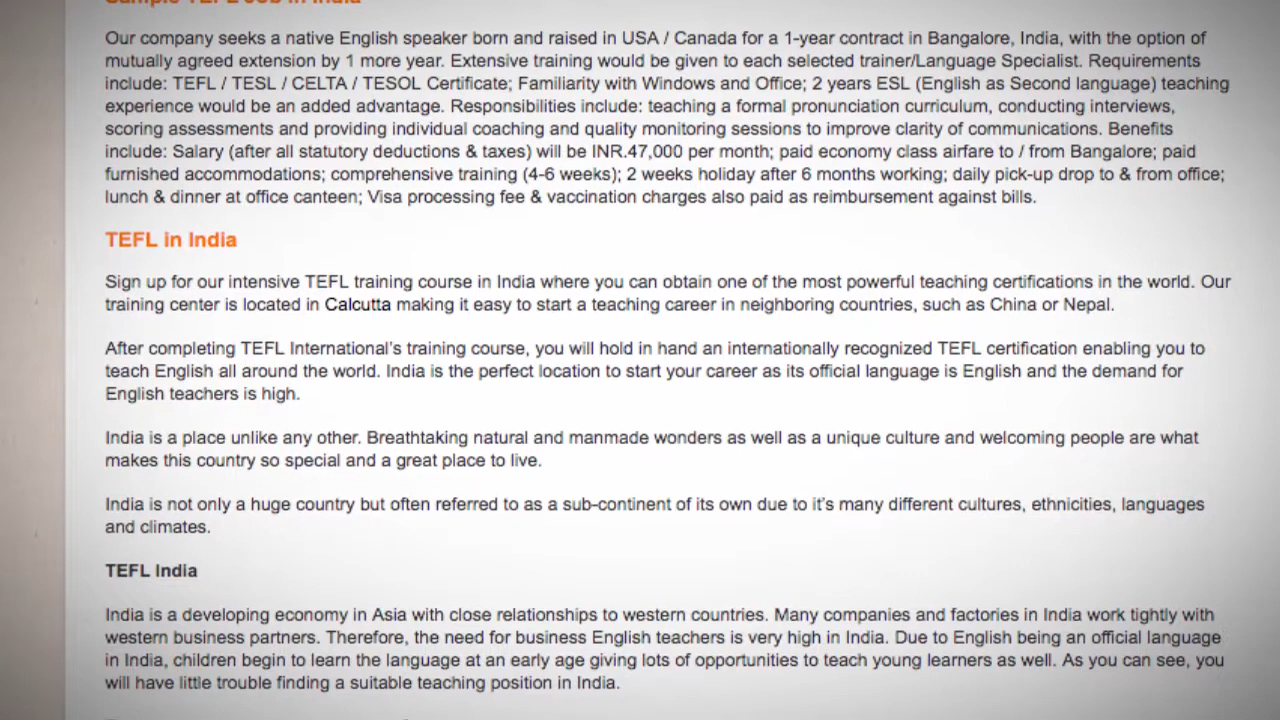 Sample TEFL Job in India
Our company seeks a native English speaker born and raised in USA / Canada for a 1-year contract in Bangalore, India, with the option of
mutually agreed extension by 1 more year. Extensive training would be given to each selected trainer/Language Specialist. Requirements
include: TEFL / TESL / CELTA / TESOL Certificate; Familiarity with Windows and Office; 2 years ESL (English as Second language) teaching
experience would be an added advantage. Responsibilities include: teaching a formal pronunciation curriculum, conducting interviews,
scoring assessments and providing individual coaching and quality monitoring sessions to improve clarity of communications. Benefits
include: Salary (after all statutory deductions & taxes) will be INR.47,000 per month; paid economy class airfare to / from Bangalore; paid
furnished accommodations; comprehensive training (4-6 weeks); 2 weeks holiday after 6 months working; daily pick-up drop to & from office;
lunch & dinner at office canteen; Visa processing fee & vaccination charges also paid as reimbursement against bills.
TEFL in India
Sign up for our intensive TEFL training course in India where you can obtain one of the most powerful teaching certifications in the world. Our
training center is located in Calcutta making it easy to start a teaching career in neighboring countries, such as China or Nepal.
After completing TEFL International's training course, you will hold in hand an internationally recognized TEFL certification enabling you to
teach English all around the world. India is the perfect location to start your career as its official language is English and the demand for
English teachers is high.
India is a place unlike any other. Breathtaking natural and manmade wonders as well as a unique culture and welcoming people are what
makes this country so special and a great place to live.
India is not only a huge country but often referred to as a sub-continent of its own due to it's many different cultures, ethnicities, languages
and climates.
TEFL India
India is a developing economy in Asia with close relationships to western countries. Many companies and factories in India work tightly with
western business partners. Therefore, the need for business English teachers is very high in India. Due to English being an official language
in India, children begin to learn the language at an early age giving lots of opportunities to teach young learners as well. As you can see, you
will have little trouble finding a suitable teaching position in India.